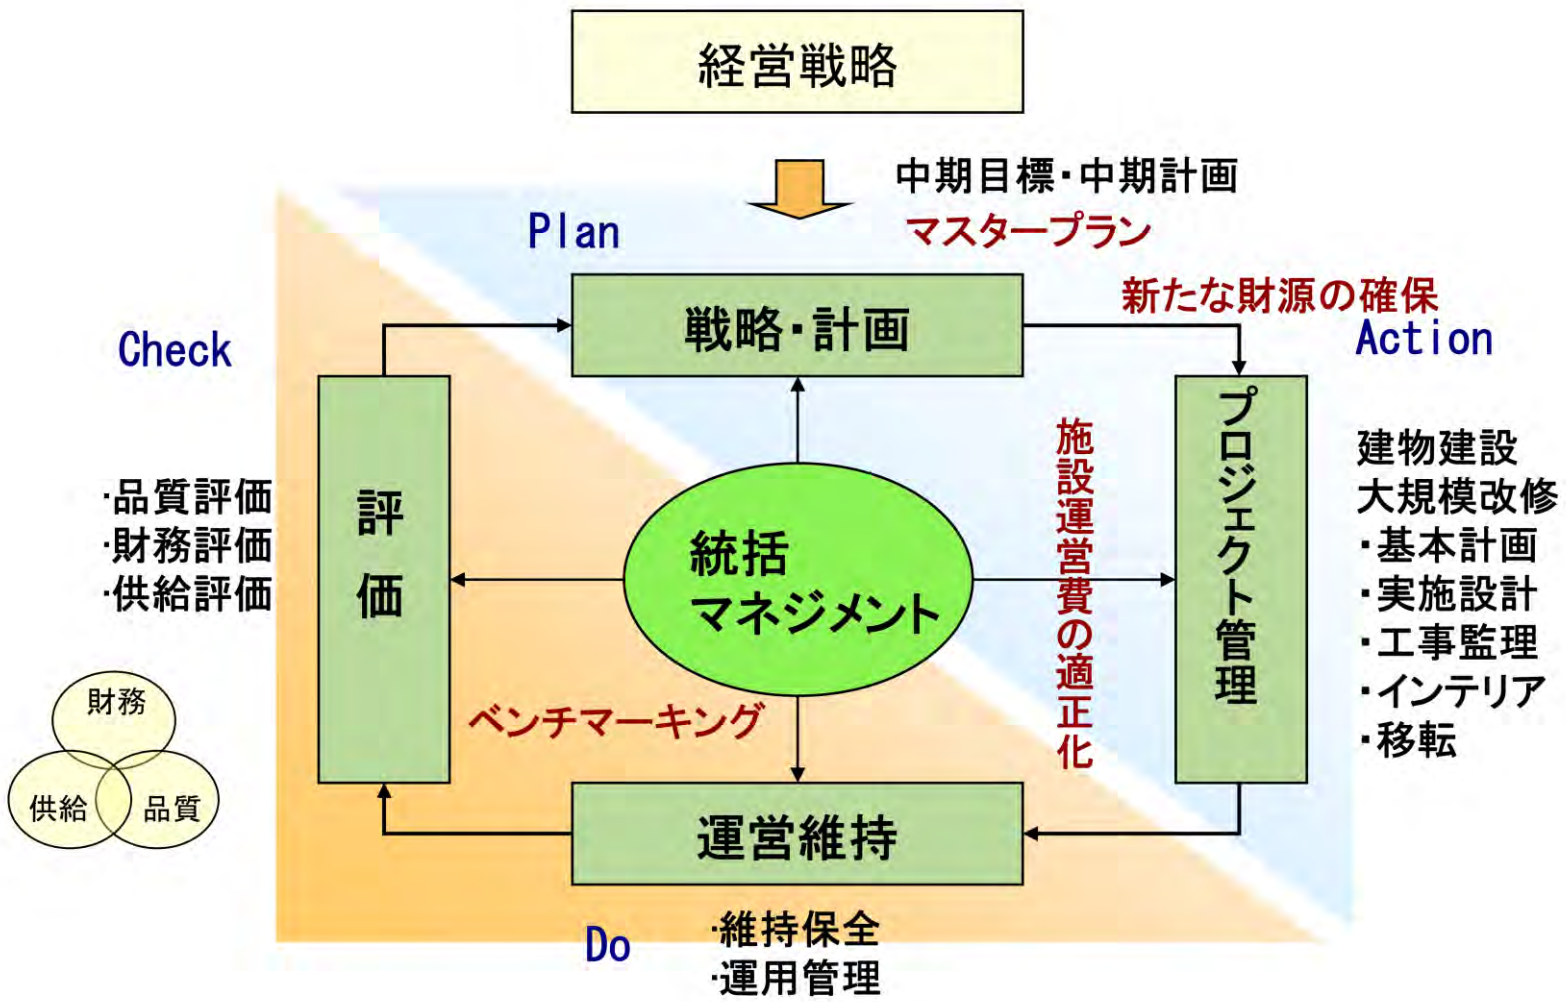 経営戦略
中期目標・中期計画
マスタープラン
Plan
新たな財源の確保
戦略・計画
Check
Action
評価
・品質評価
・財務評価
・供給評価
統括
マネジメント
施設運営費の適正化
プロジェクト管理
建物建設
大規模改修
・基本計画
・実施設計
・工事監理
・インテリア
・移転
財務
供給
品質
ベンチマーキング
運営維持
Do
・維持保全
・運用管理